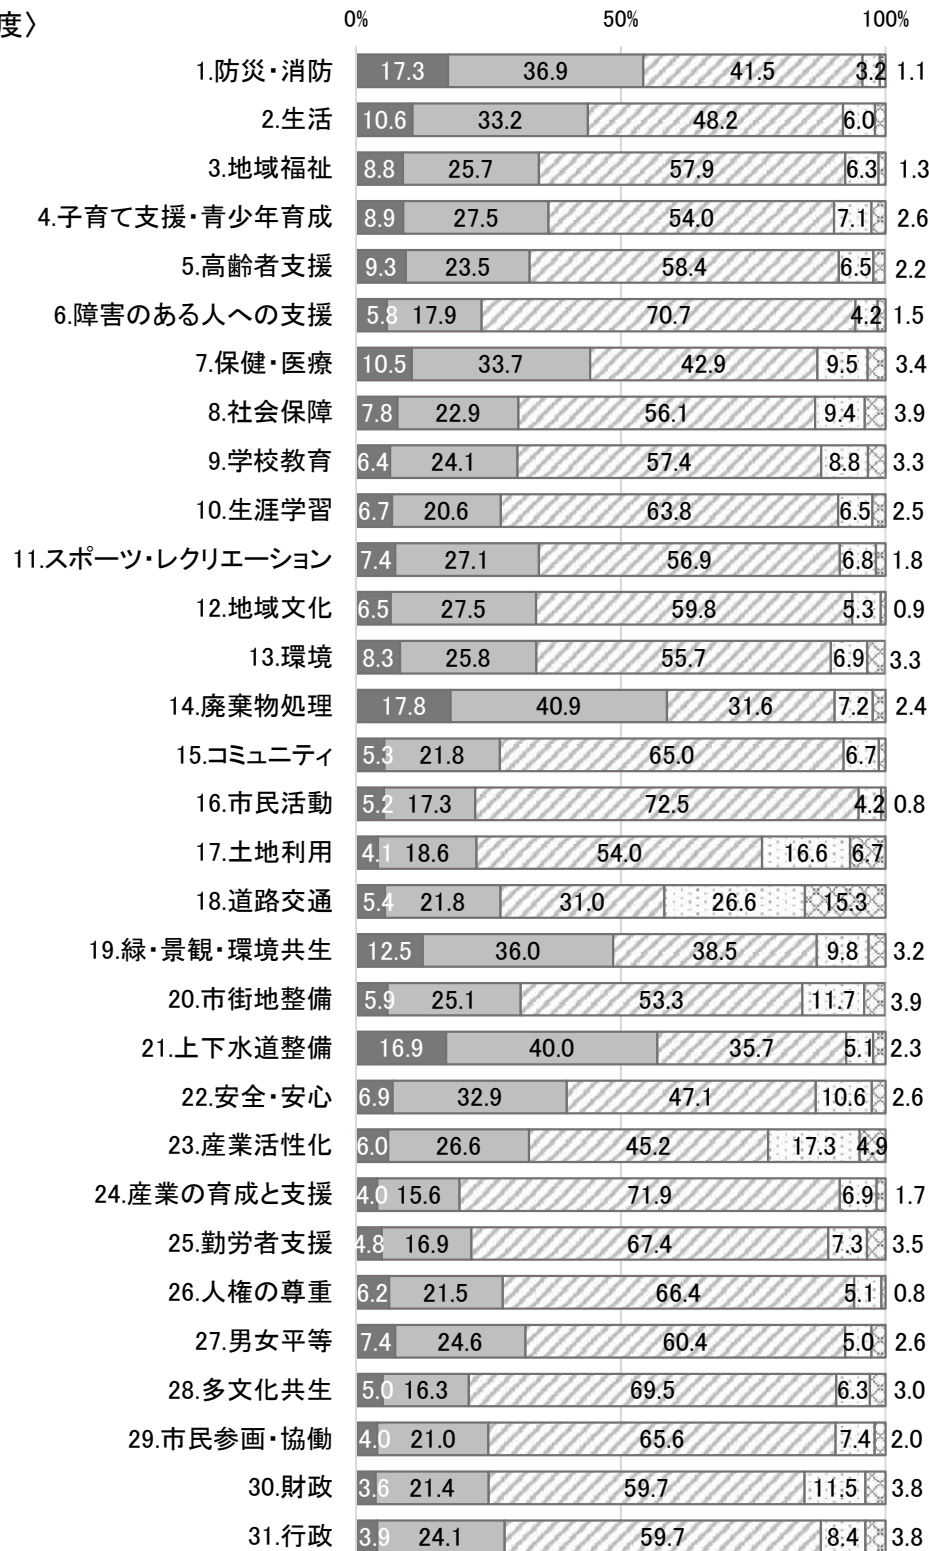 度〉
0% 50% 100%
1.防災・消防 17.3 36.9 41.5 3.2 1.1
2.生活 10.6 33.2 48.2 6.0
3.地域福祉 8.8 25.7 57.9 6.3 1.3
4.子育て支援・青少年育成 8.9 27.5 54.0 7.1 2.6
5.高齢者支援 9.3 23.5 58.4 6.5 2.2
6.障害のある人への支援 5.8 17.9 70.7 4.2 1.5
7.保健・医療 10.5 33.7 42.9 9.5 3.4
8.社会保障 7.8 22.9 56.1 9.4 3.9
9.学校教育 6.4 24.1 57.4 8.8 3.3
10.生涯学習 6.7 20.6 63.8 6.5 2.5
11.スポーツ・レクリエーション 7.4 27.1 56.9 6.8 1.8
12.地域文化 6.5 27.5 59.8 5.3 0.9
13.環境 8.3 25.8 55.7 6.9 3.3
14.廃棄物処理 17.8 40.9 31.6 7.2 2.4
15.コミュニティ 5.3 21.8 65.0 6.7
16.市民活動 5.2 17.3 72.5 4.2 0.8
17.土地利用 4.1 18.6 54.0 16.6 6.7
18.道路交通 5.4 21.8 31.0 26.6 15.3
19.緑・景観・環境共生 12.5 36.0 38.5 9.8 3.2
20.市街地整備 5.9 25.1 53.3 11.7 3.9
21.上下水道整備 16.9 40.0 35.7 5.1 2.3
22.安全・安心 6.9 32.9 47.1 10.6 2.6
23.産業活性化 6.0 26.6 45.2 17.3 4.9
24.産業の育成と支援 4.0 15.6 71.9 6.9 1.7
25.勤労者支援 4.8 16.9 67.4 7.3 3.5
26.人権の尊重 6.2 21.5 66.4 5.1 0.8
27.男女平等 7.4 24.6 60.4 5.0 2.6
28.多文化共生 5.0 16.3 69.5 6.3 3.0
29.市民参画・協働 4.0 21.0 65.6 7.4 2.0
30.財政 3.6 21.4 59.7 11.5 3.8
31.行政 3.9 24.1 59.7 8.4 3.8